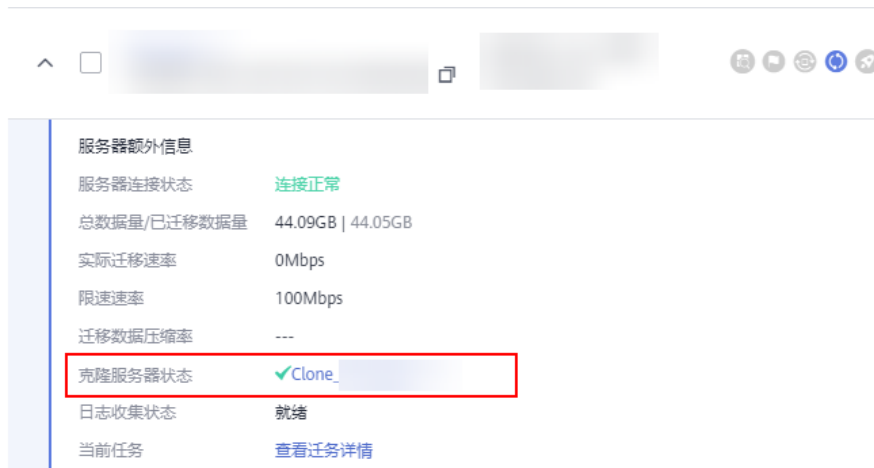 服务器额外信息
服务器连接状态 连接正常
总数据量/已迁移数据量 44.09GB | 44.05GB
实际迁移速率 0Mbps
限速速率 100Mbps
迁移数据压缩率 ---
克隆服务器状态 Clone_
日志收集状态 就绪
当前任务 查看迁务详情